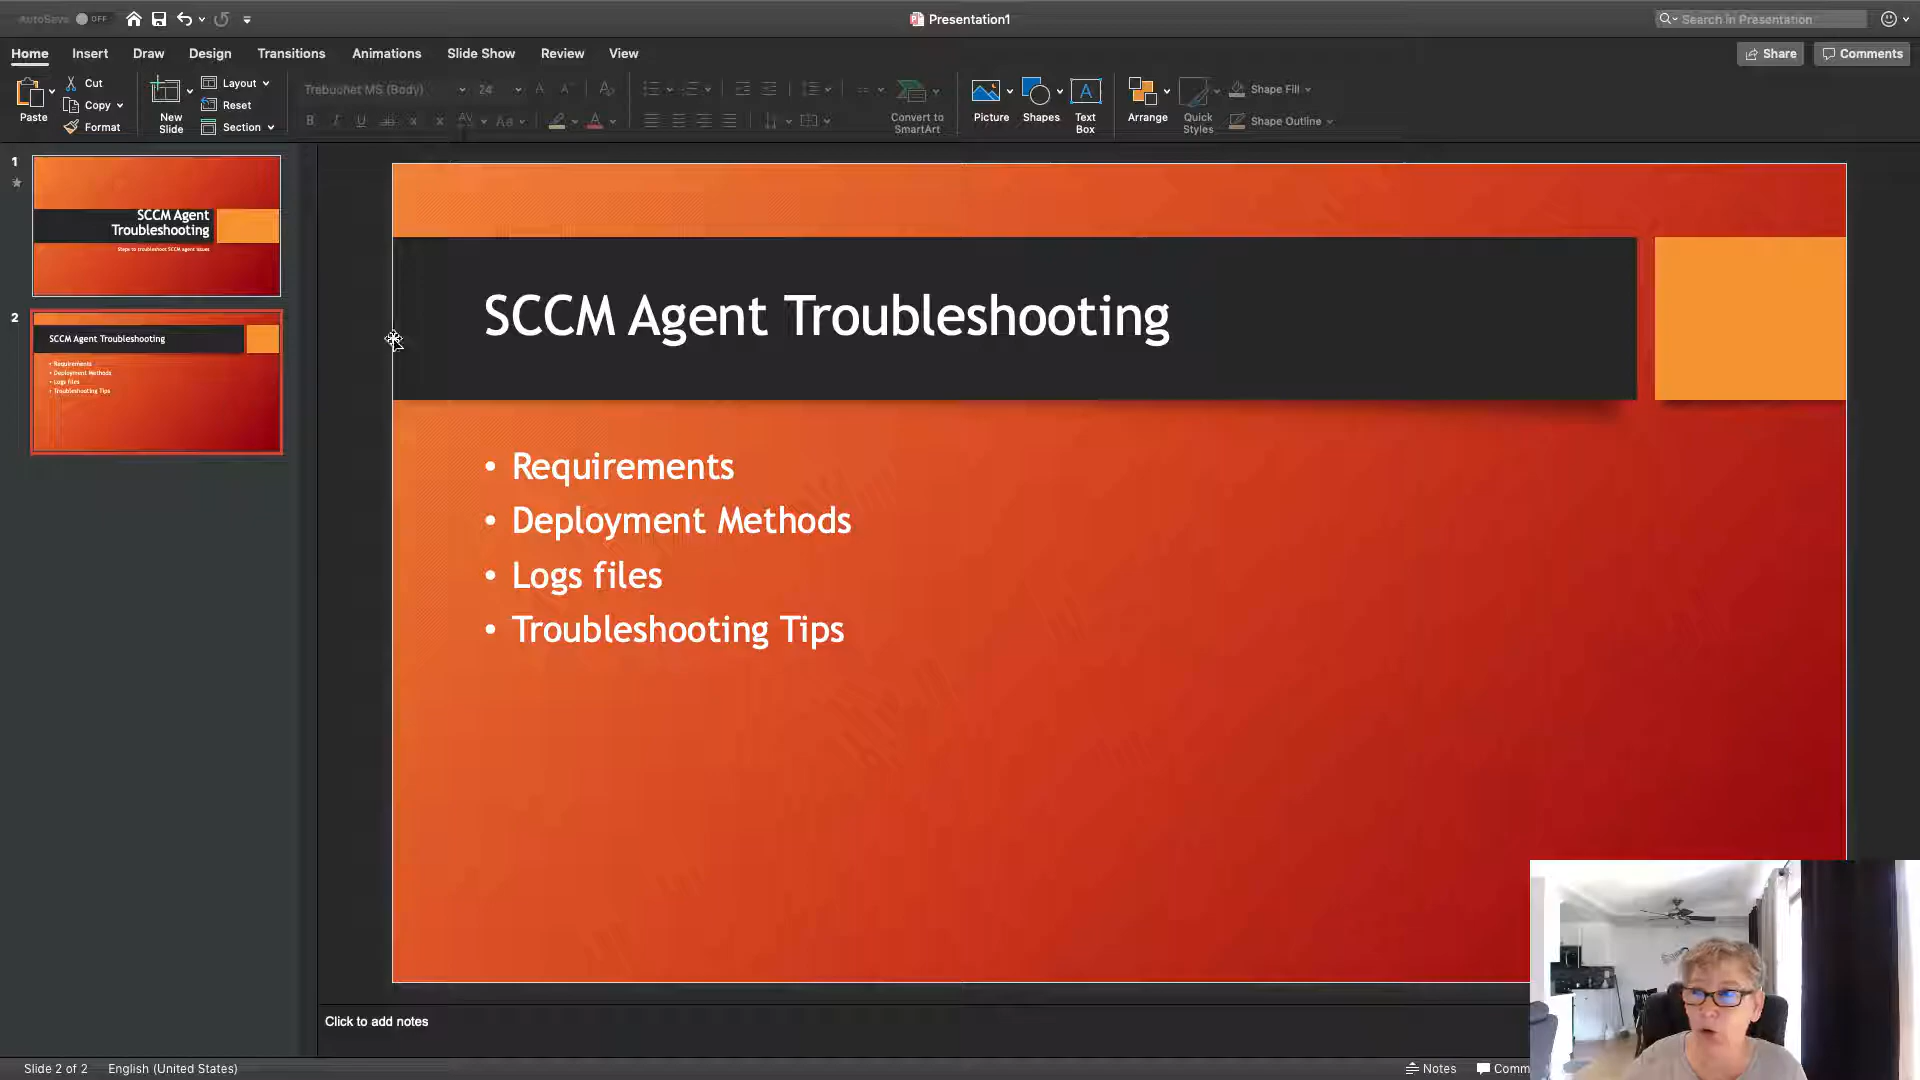 AutoSave OFF
Presentation1
Search in Presentation
Home Insert Draw Design Transitions Animations Slide Show Review View
Share Comments
Paste
Cut
Copy
Format
New
Slide
Layout
Reset
Section
Trebuchet MS (Body) 24
Convert to
SmartArt
Picture
Shapes
Text
Box
Arrange
Quick
Styles
Shape Fill
Shape Outline
1
SCCM Agent
Troubleshooting
Steps to troubleshoot SCCM agent issues
2
SCCM Agent Troubleshooting
• Requirements
• Deployment Methods
• Logs files
• Troubleshooting Tips
SCCM Agent Troubleshooting
• Requirements
• Deployment Methods
• Logs files
• Troubleshooting Tips
Click to add notes
Slide 2 of 2 English (United States)
Notes Comm